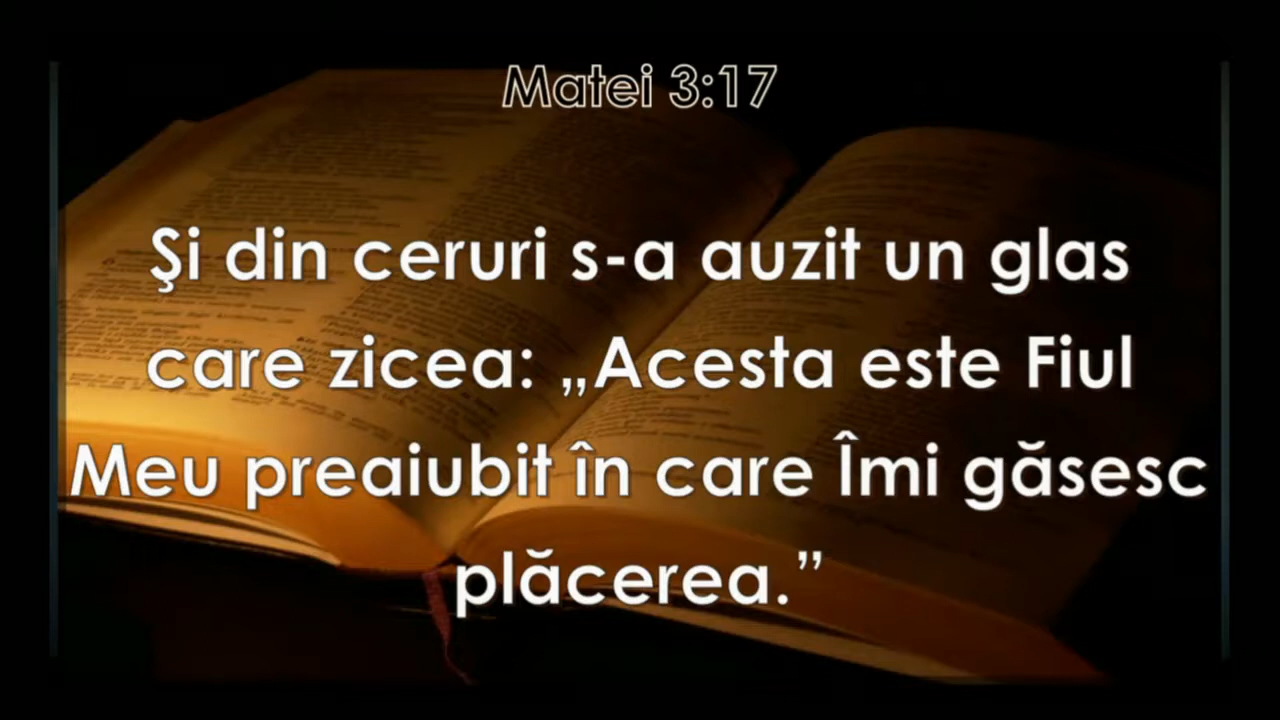 Matei 3:17
Şi din ceruri s-a auzit un glas
care zicea: „Acesta este Fiul
Meu preaiubit în care Îmi găsesc
plăcerea.”